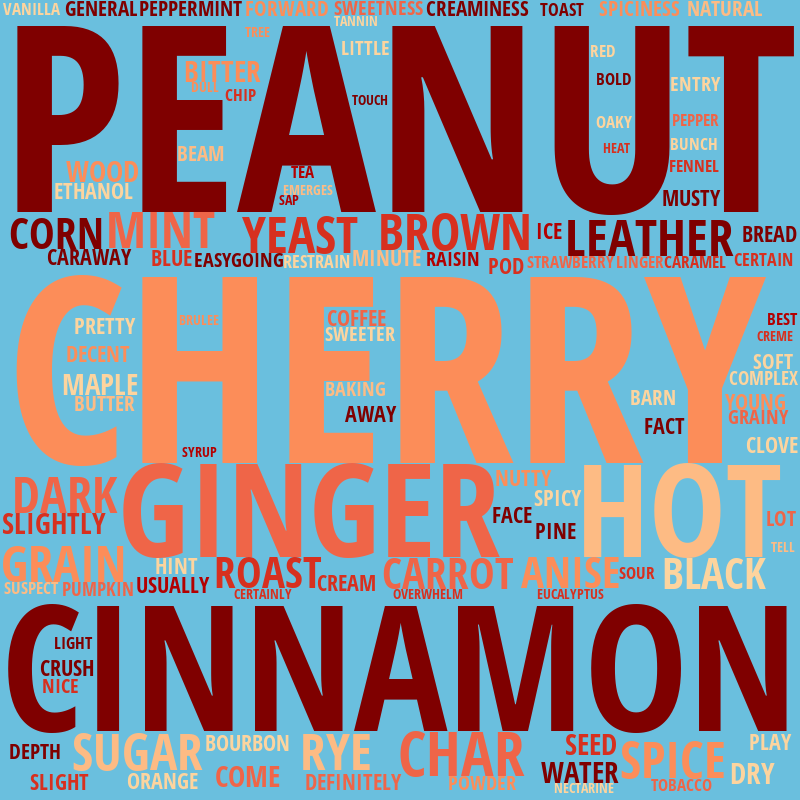 VANILLA GENERAL PEPPERMINT FORWARD SWEETNESS CREAMINESS TOAST SPICINESS NATURAL
TANNIN
TREE
PEANUT
LITTLE
RED
BITTER
BOLD
ENTRY
CHIP
TOUCH
OAKY
PEPPER
BUNCH
HEAT
BEAM
FENNEL
WOOD
TEA
ETHANOL
EMERGES
MUSTY
SAP
CORN MINT YEAST BROWN ICE LEATHER BREAD
CARAWAY BLUE EASYGOING RESTRAIN MINUTE RAISIN POD STRAWBERRY LINGER CARAMEL CERTAIN
CHERRY
PRETTY
BRULEE
COFFEE
BEST
SWEETER
CREME
DECENT
SOFT
MAPLE
COMPLEX
BAKING
BARN
BUTTER
YOUNG
AWAY
GRAINY
FACT
CLOVE
SYRUP
DARK GINGER NUTTY HOT
SPICY
SLIGHTLY
FACE
LOT
PINE
TELL
GRAIN HINT ROAST CREAM CARROT ANISE SOUR BLACK
SUSPECT PUMPKIN USUALLY CERTAINLY OVERWHELM EUCALYPTUS
CINNAMON
LIGHT
CRUSH
NICE
DEPTH SUGAR BOURBON RYE CHAR SEED SPICE PLAY
SLIGHT ORANGE COME DEFINITELY POWDER WATER TOBACCO DRY
NECTARINE